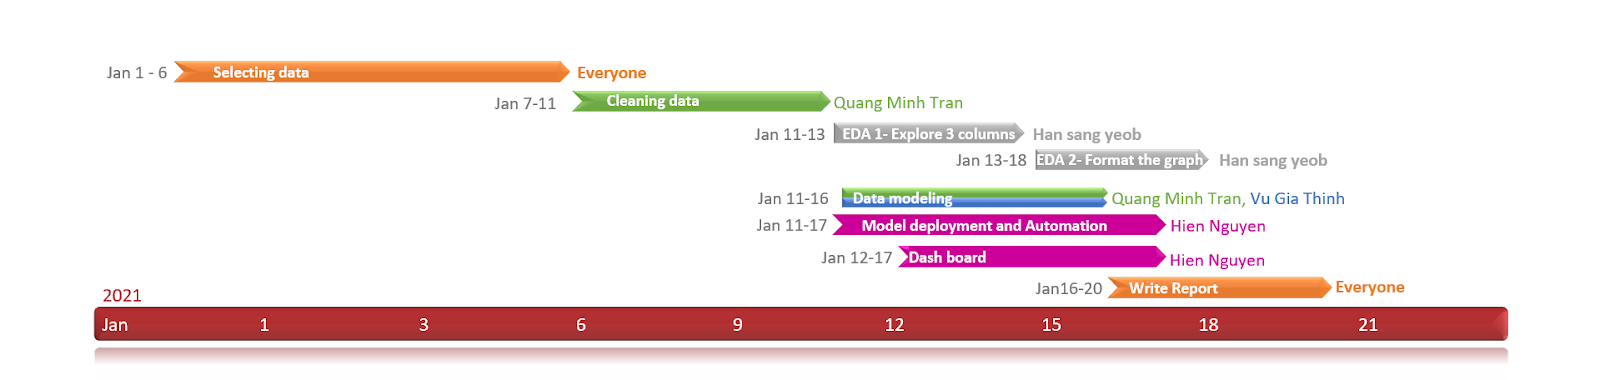 Jan 1 - 6 Selecting data Everyone
Jan 7-11 Cleaning data Quang Minh Tran
Jan 11-13 EDA 1- Explore 3 columns Han sang yeob
Jan 13-18 EDA 2- Format the graph Han sang yeob
Jan 11-16 Data modeling Quang Minh Tran, Vu Gia Thinh
Jan 11-17 Model deployment and Automation Hien Nguyen
Jan 12-17 Dash board Hien Nguyen
Jan16-20 Write Report Everyone
2021
Jan 1 3 6 9 12 15 18 21